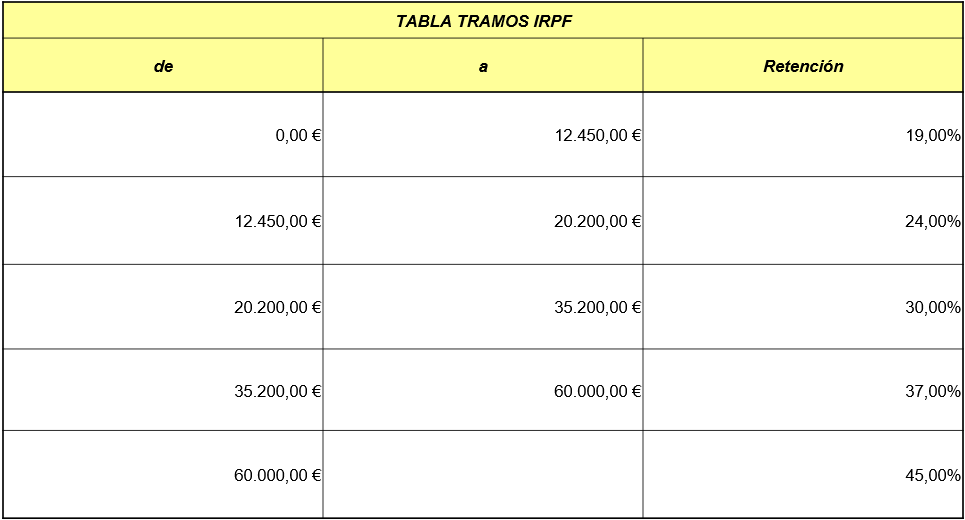 TABLA TRAMOS IRPF
de a Retención
0,00 € 12.450,00 € 19,00%
12.450,00 € 20.200,00 € 24,00%
20.200,00 € 35.200,00 € 30,00%
35.200,00 € 60.000,00 € 37,00%
60.000,00 € 45,00%